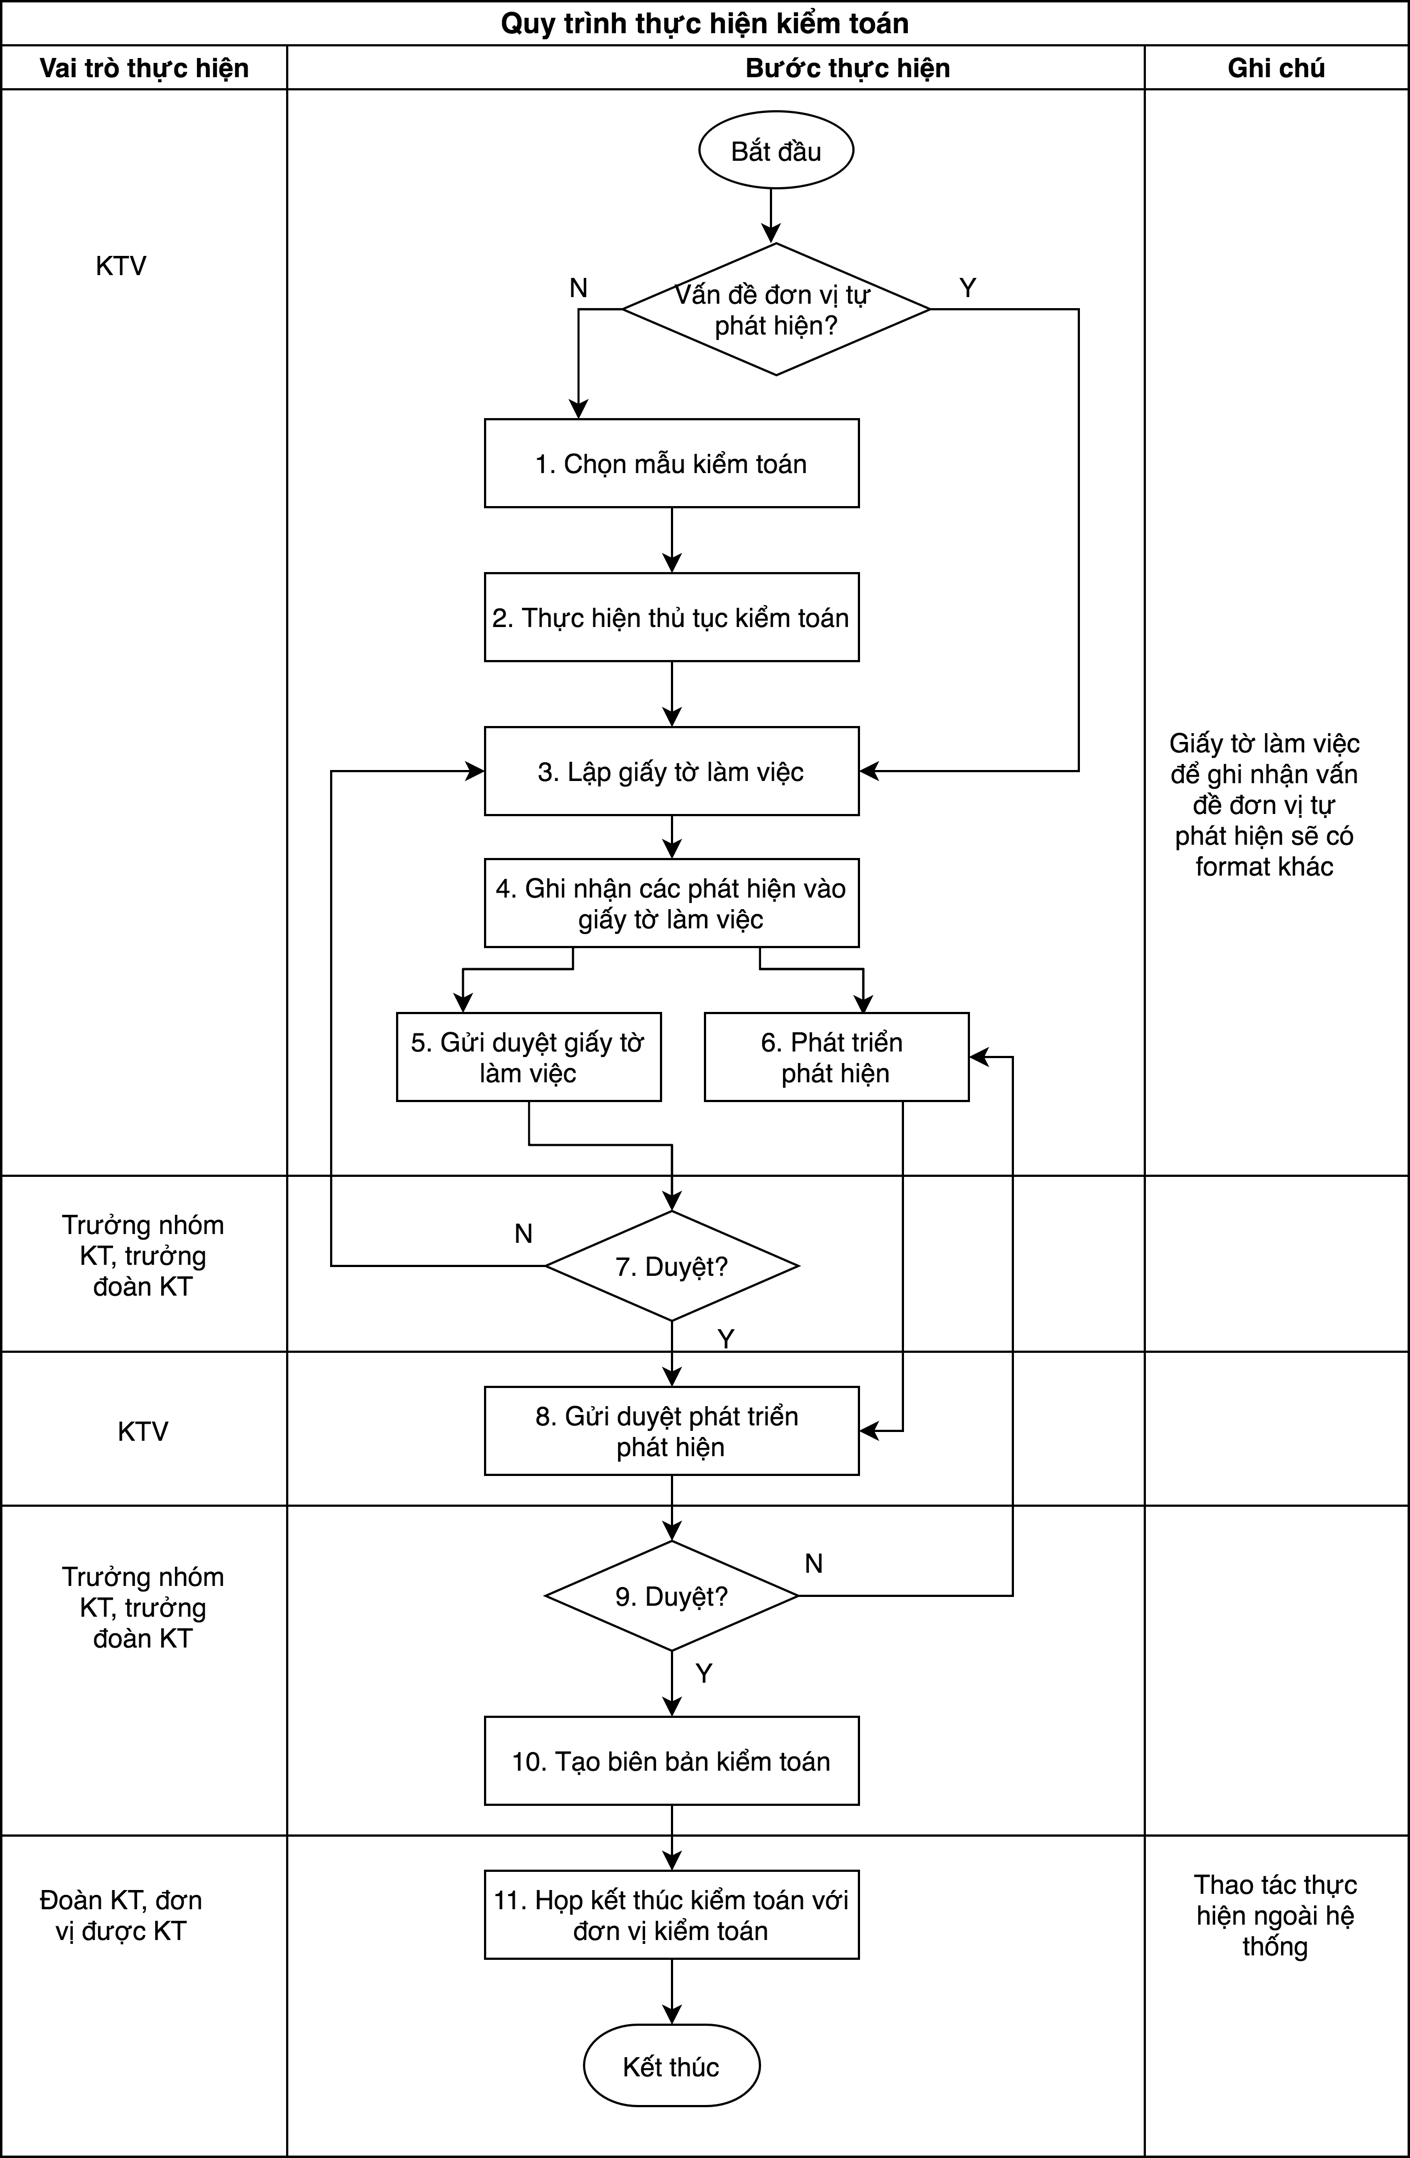 Quy trình thực hiện kiểm toán
Vai trò thực hiện
Bước thực hiện
Ghi chú
Bắt đầu
KTV
N
Vấn đề đơn vị tự
phát hiện?
Y
1. Chọn mẫu kiểm toán
2. Thực hiện thủ tục kiểm toán
3. Lập giấy tờ làm việc
Giấy tờ làm việc
để ghi nhận vấn
đề đơn vị tự
phát hiện sẽ có
format khác
4. Ghi nhận các phát hiện vào
giấy tờ làm việc
5. Gửi duyệt giấy tờ
làm việc
6. Phát triển
phát hiện
Trưởng nhóm
KT, trưởng
đoàn KT
N
7. Duyệt?
Y
KTV
8. Gửi duyệt phát triển
phát hiện
Trưởng nhóm
KT, trưởng
đoàn KT
9. Duyệt?
N
Y
10. Tạo biên bản kiểm toán
Đoàn KT, đơn
vị được KT
11. Họp kết thúc kiểm toán với
đơn vị kiểm toán
Thao tác thực
hiện ngoài hệ
thống
Kết thúc